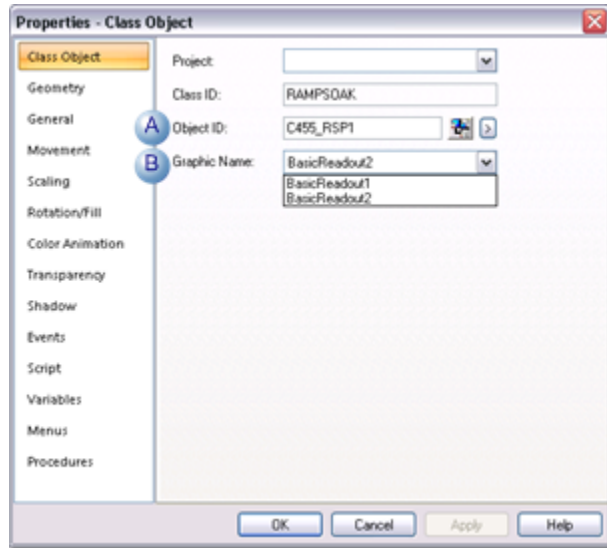 Properties - Class Object
Class Object
Geometry
General
Movement
Scaling
Rotation/Fill
Color Animation
Transparency
Shadow
Events
Script
Variables
Menus
Procedures
Project:
Class ID: RAMPSOAK
A Object ID: C455_RSP1 >
B Graphic Name: BasicReadout2
BasicReadout1
BasicReadout2
OK Cancel Apply Help